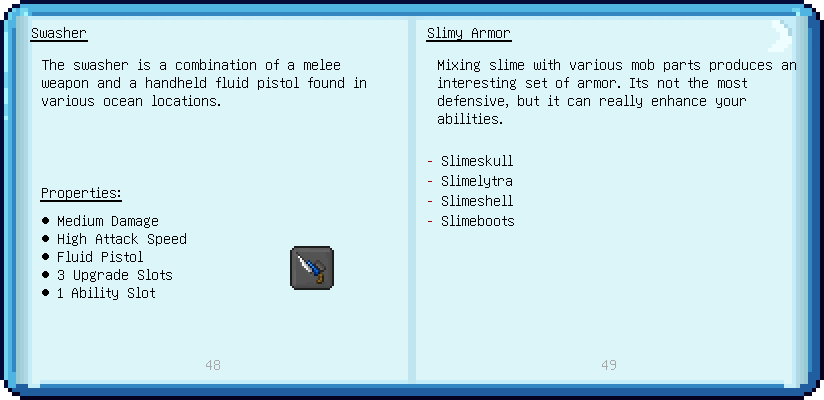 Swasher
The swasher is a combination of a melee
weapon and a handheld fluid pistol found in
various ocean locations.
Properties:
● Medium Damage
● High Attack Speed
● Fluid Pistol
● 3 Upgrade Slots
● 1 Ability Slot
48
Slimy Armor
Mixing slime with various mob parts produces an
interesting set of armor. Its not the most
defensive, but it can really enhance your
abilities.
- Slimeskull
- Slimelytra
- Slimeshell
- Slimeboots
49